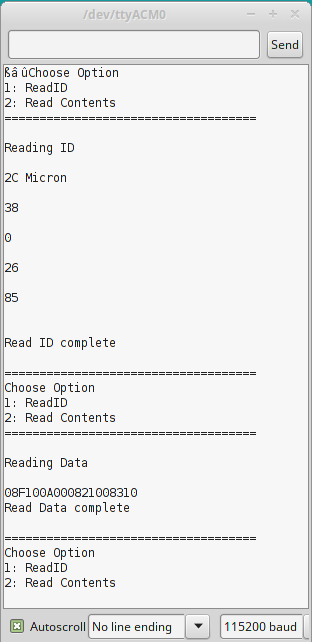 /dev/ttyACM0
Send
ßâûChoose Option
1: ReadID
2: Read Contents
=====================================
Reading ID
2C Micron
38
0
26
85
Read ID complete
=====================================
Choose Option
1: ReadID
2: Read Contents
=====================================
Reading Data
08F100A000821008310
Read Data complete
=====================================
Choose Option
1: ReadID
2: Read Contents
Autoscroll No line ending 115200 baud